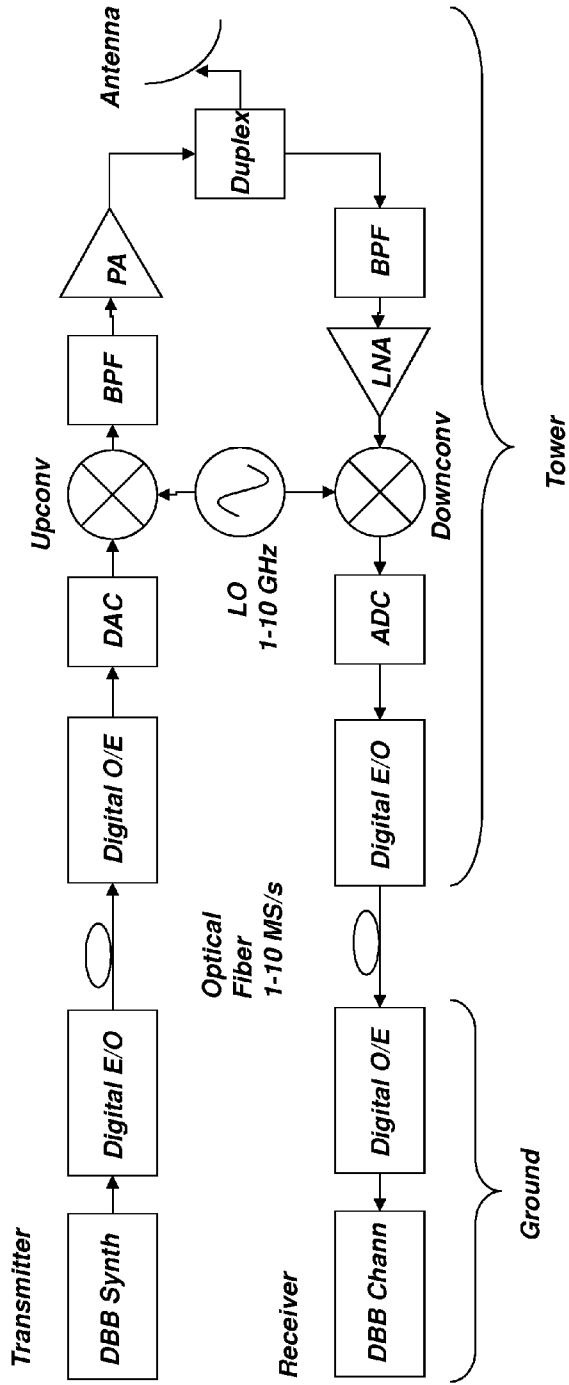 Transmitter
DBB Synth
Digital E/O
Digital O/E
DAC
Upconv
BPF
PA
Antenna
Duplex
Optical
Fiber
1-10 MS/s
LO
1-10 GHz
Receiver
DBB Chann
Digital O/E
Digital E/O
ADC
Downconv
LNA
BPF
Ground
Tower